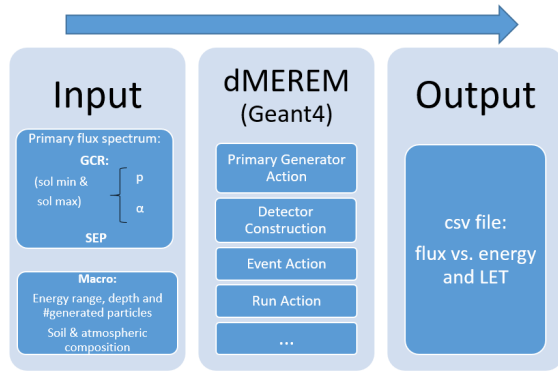 Input
Primary flux spectrum:
GCR:
(sol min &
sol max)
p
α
SEP
Macro:
Energy range, depth and
#generated particles
Soil & atmospheric
composition
dMEREM
(Geant4)
Primary Generator
Action
Detector
Construction
Event Action
Run Action
...
Output
csv file:
flux vs. energy
and LET